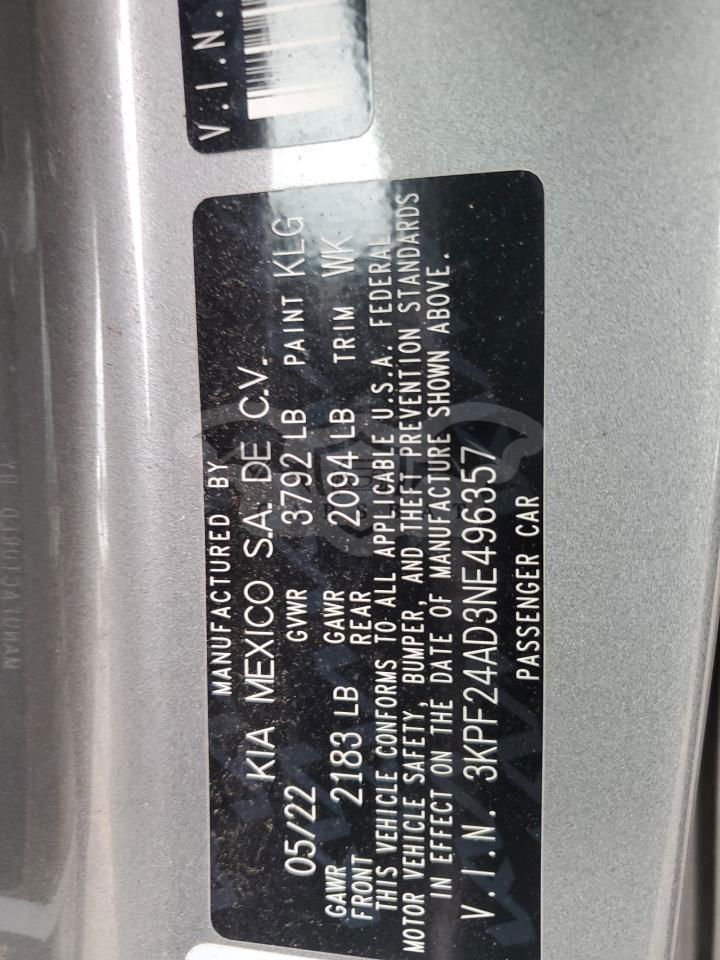 V.I.N.
MANUFACTURED BY
KIA MEXICO S.A. DE C.V.
05/22 GVWR 3792 LB PAINT KLG
GAWR FRONT 2183 LB GAWR REAR 2094 LB TRIM WK
THIS VEHICLE CONFORMS TO ALL APPLICABLE U.S.A. FEDERAL
MOTOR VEHICLE SAFETY, BUMPER, AND THEFT PREVENTION STANDARDS
IN EFFECT ON THE DATE OF MANUFACTURE SHOWN ABOVE.
V.I.N. 3KPF24AD3NE496357
PASSENGER CAR